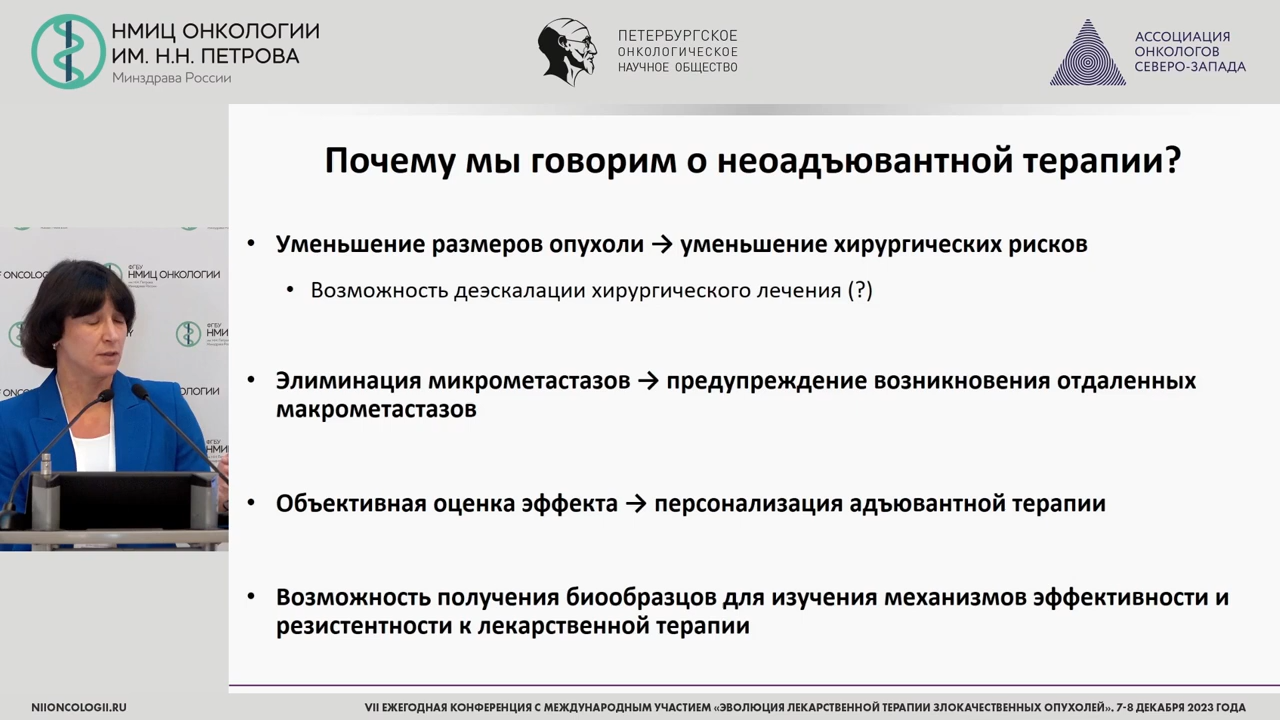 НМИЦ ОНКОЛОГИИ
ИМ. Н.Н. ПЕТРОВА
Минздрава России
ПЕТЕРБУРГСКОЕ
ОНКОЛОГИЧЕСКОЕ
НАУЧНОЕ ОБЩЕСТВО
АССОЦИАЦИЯ
ОНКОЛОГОВ
СЕВЕРО-ЗАПАДА
Почему мы говорим о неоадъювантной терапии?
• Уменьшение размеров опухоли → уменьшение хирургических рисков
• Возможность деэскалации хирургического лечения (?)
• Элиминация микрометастазов → предупреждение возникновения отдаленных
макрометастазов
• Объективная оценка эффекта → персонализация адъювантной терапии
• Возможность получения биообразцов для изучения механизмов эффективности и
резистентности к лекарственной терапии
ФГБУ
НМИЦ ОНКОЛОГИИ
NIIONCOLOGII.RU
VII ЕЖЕГОДНАЯ КОНФЕРЕНЦИЯ С МЕЖДУНАРОДНЫМ УЧАСТИЕМ «ЭВОЛЮЦИЯ ЛЕКАРСТВЕННОЙ ТЕРАПИИ ЗЛОКАЧЕСТВЕННЫХ ОПУХОЛЕЙ». 7-8 ДЕКАБРЯ 2023 ГОДА